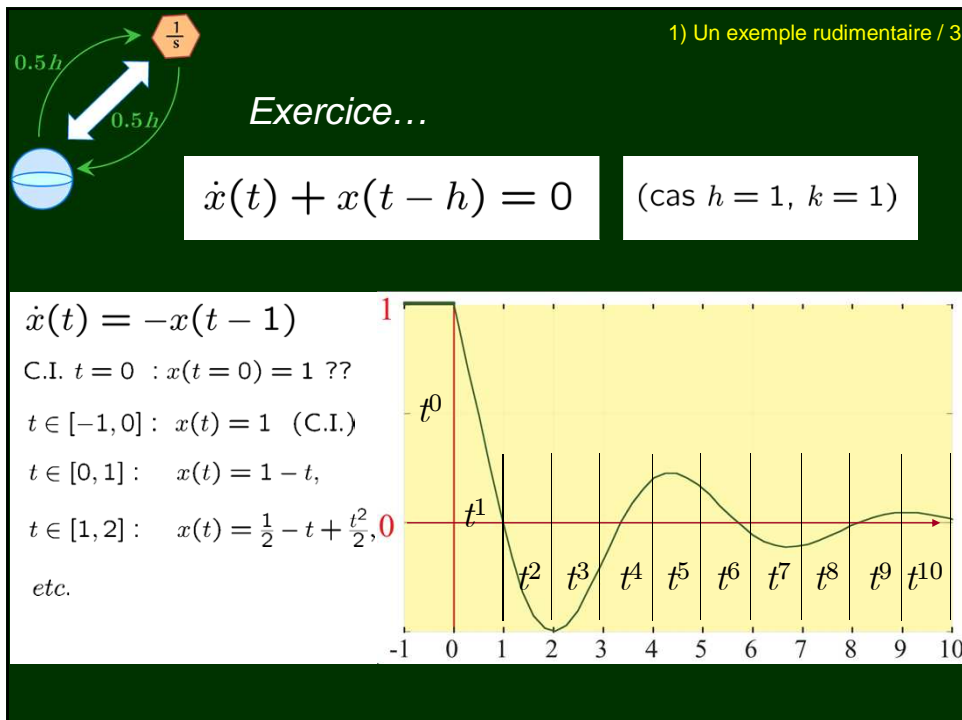 1) Un exemple rudimentaire / 3
1/s
0.5h
0.5h
Exercice…
ẋ(t) + x(t − h) = 0
(cas h = 1, k = 1)
ẋ(t) = −x(t − 1)
C.I. t = 0 : x(t = 0) = 1 ??
t ∈ [−1, 0] : x(t) = 1 (C.I.)
t ∈ [0, 1] : x(t) = 1 − t,
t ∈ [1, 2] : x(t) = 1/2 − t + t²/2,
etc.
1
0
t⁰
t¹
t² t³ t⁴ t⁵ t⁶ t⁷ t⁸ t⁹ t¹⁰
-1 0 1 2 3 4 5 6 7 8 9 10